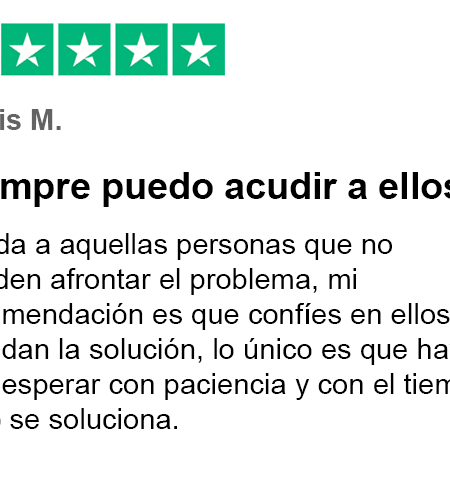 is M.
mpre puedo acudir a ellos
da a aquellas personas que no
den afrontar el problema, mi
mendación es que confíes en ellos
dan la solución, lo único es que ha
esperar con paciencia y con el tiem
se soluciona.